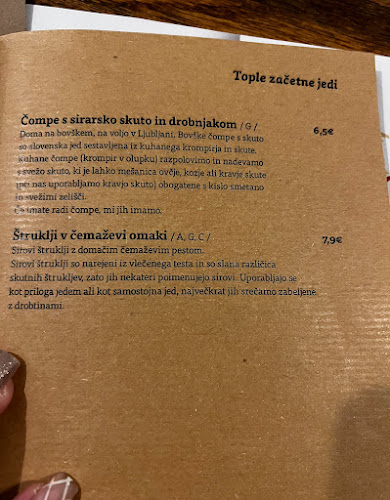 Tople začetne jedi
Čompe s sirarsko skuto in drobnjakom / G /
6,5€
Doma na bovškem, na voljo v Ljubljani. Bovške čompe s skuto
so slovenska jed sestavljena iz kuhanega krompirja in skute.
Kuhane čompe (krompir v olupku) razpolovimo in nadevamo
s svežo skuto, ki je lahko mešanica ovčje, kozje ali kravje skute
(pri nas uporabljamo kravjo skuto) obogatene s kislo smetano
in svežimi zelišči.
Če imate radi čompe, mi jih imamo.
Štruklji v čemaževi omaki / A, G, C /
7,9€
Sirovi štruklji z domačim čemaževim pestom.
Sirovi štruklji so narejeni iz vlečenega testa in so slana različica
skutnih štrukljev, zato jih nekateri poimenujejo sirovi. Uporabljajo se
kot priloga jedem ali kot samostojna jed, največkrat jih srečamo zabeljene
z drobtinami.